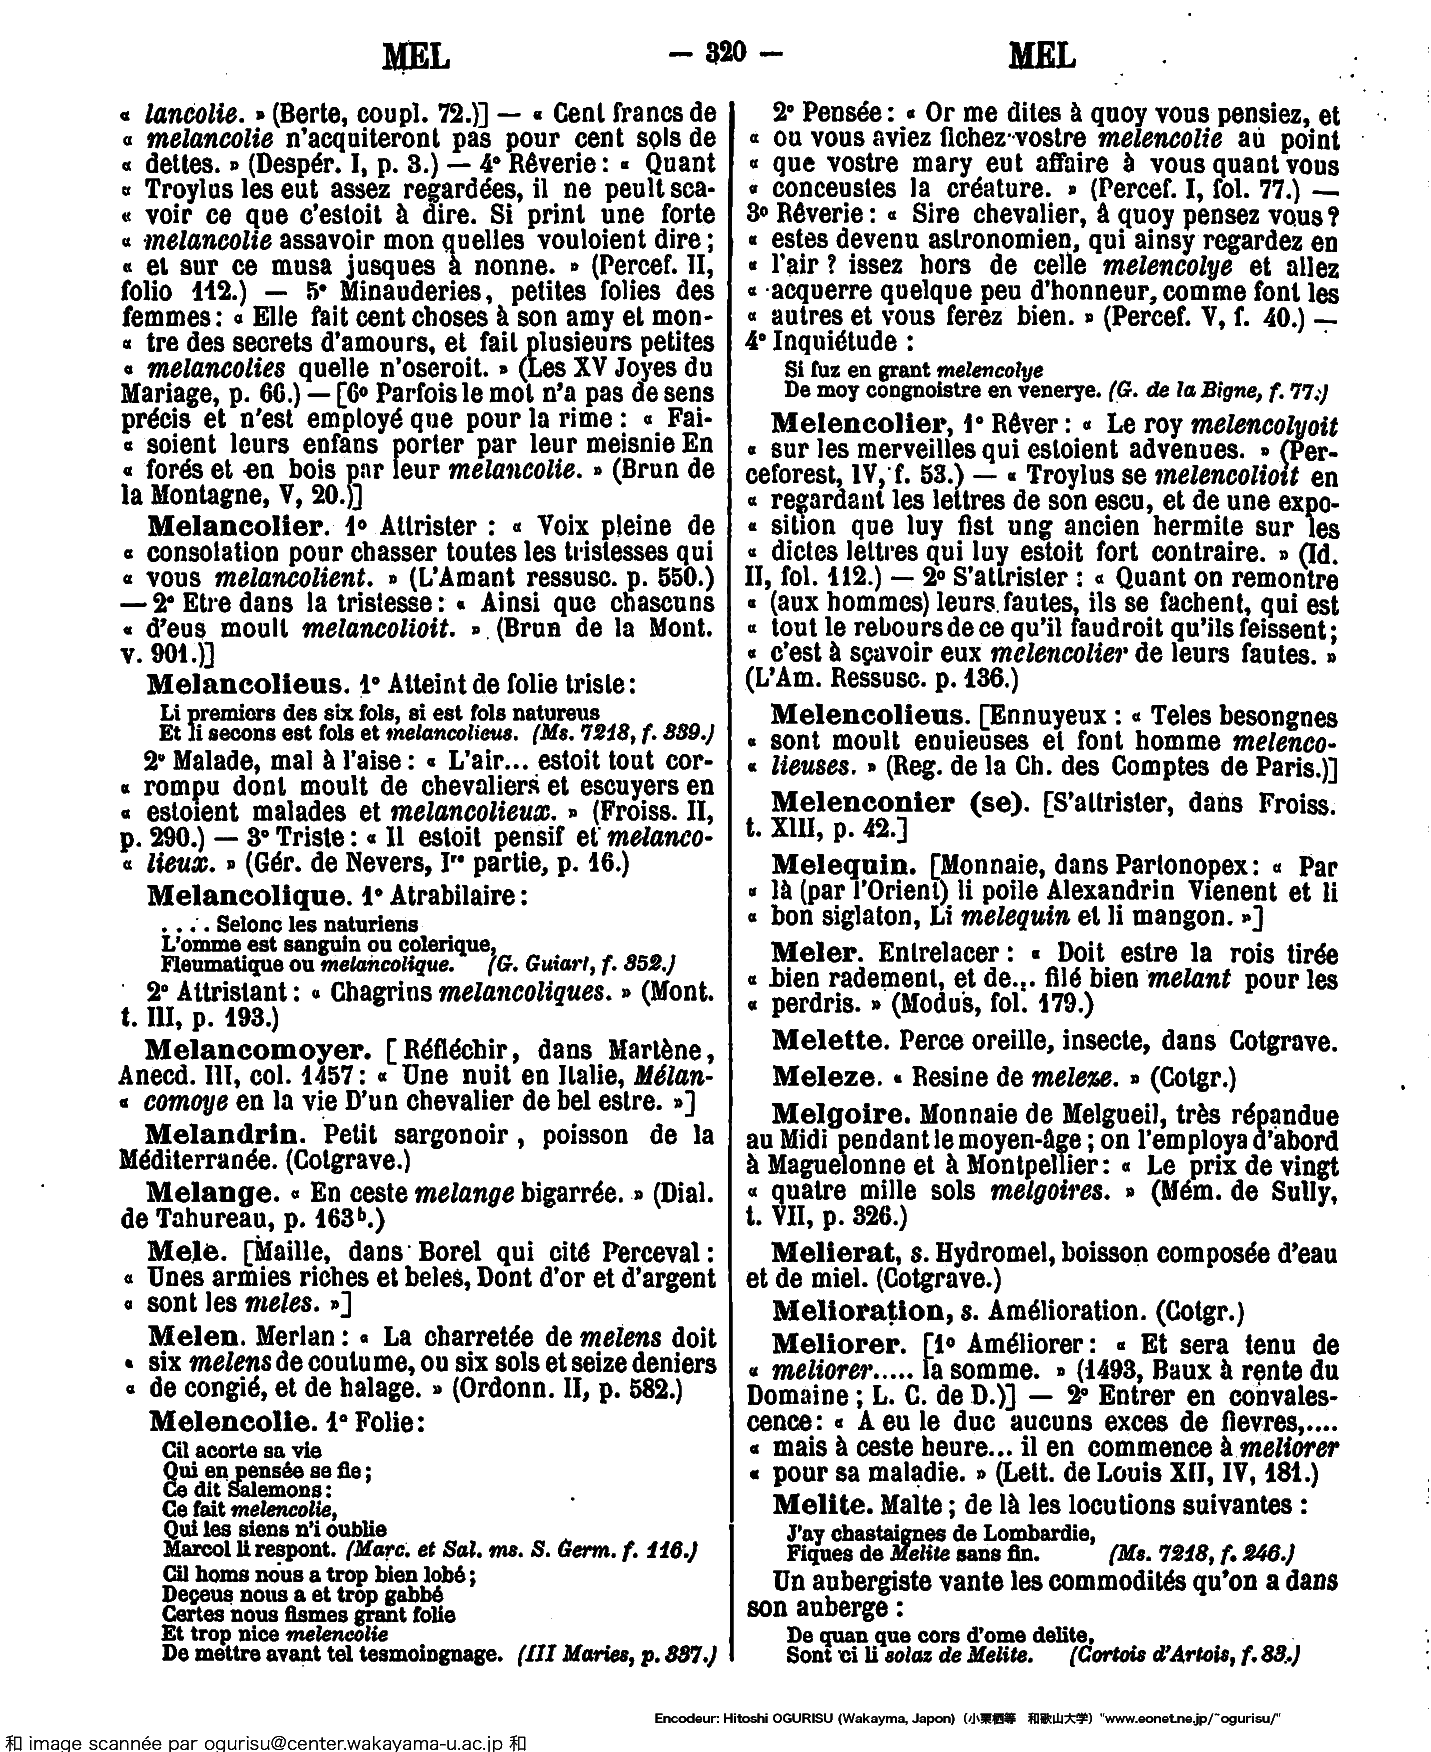 MEL — 320 — MEL
« lancolie. » (Berte, coupl. 72.)] — « Cent francs de
« melancolie n'acquiteront pas pour cent sols de
« dettes. » (Despér. I, p. 3.) — 4° Rêverie : « Quant
« Troylus les eut assez regardées, il ne peult sca-
« voir ce que c'estoit à dire. Si print une forte
« melancolie assavoir mon quelles vouloient dire ;
« et sur ce musa jusques à nonne. » (Percef. II,
folio 112.) — 5° Minauderies, petites folies des
femmes : « Elle fait cent choses à son amy et mon-
« tre des secrets d'amours, et fait plusieurs petites
« melancolies quelle n'oseroit. » (Les XV Joyes du
Mariage, p. 66.) — [6° Parfois le mot n'a pas de sens
précis et n'est employé que pour la rime : « Fai-
« soient leurs enfans porter par leur meisnie En
« forés et en bois par leur melancolie. » (Brun de
la Montagne, V, 20.)]
Melancolier. 1° Attrister : « Voix pleine de
« consolation pour chasser toutes les tristesses qui
« vous melancolient. » (L'Amant ressusc. p. 550.)
— 2° Etre dans la tristesse : « Ainsi que chascuns
« d'eus moult melancolioit. » (Brun de la Mont.
v. 901.)]
Melancolieus. 1° Atteint de folie triste :
Li premiers des six fols, si est fols natureus
Et li secons est fols et melancolieus. (Ms. 7218, f. 339.)
2° Malade, mal à l'aise : « L'air... estoit tout cor-
« rompu dont moult de chevaliers et escuyers en
« estoient malades et melancolieux. » (Froiss. II,
p. 290.) — 3° Triste : « Il estoit pensif et melanco-
« lieux. » (Gér. de Nevers, Ire partie, p. 16.)
Melancolique. 1° Atrabilaire :
.... Selonc les naturiens
L'omme est sanguin ou colerique,
Fleumatique ou melancolique. (G. Guiart, f. 352.)
2° Attristant : « Chagrins melancoliques. » (Mont.
t. III, p. 193.)
Melancomoyer. [Réfléchir, dans Martène,
Anecd. III, col. 1457 : « Une nuit en Italie, Mélan-
« comoye en la vie D'un chevalier de bel estre. »]
Melandrin. Petit sargonoir, poisson de la
Méditerranée. (Cotgrave.)
Melange. « En ceste melange bigarrée. » (Dial.
de Tahureau, p. 163b.)
Mele. [Maille, dans Borel qui cité Perceval :
« Unes armies riches et beles, Dont d'or et d'argent
« sont les meles. »]
Melen. Merlan : « La charretée de melens doit
« six melens de coutume, ou six sols et seize deniers
« de congié, et de halage. » (Ordonn. II, p. 582.)
Melencolie. 1° Folie :
Cil acorte sa vie
Qui en pensée se fie ;
Ce dit Salemons :
Ce fait melencolie,
Qui les siens n'i oublie
Marcol li respont. (Marc. et Sal. ms. S. Germ. f. 116.)
Cil homs nous a trop bien lobé ;
Deçeus nous a et trop gabbé
Certes nous fismes grant folie
Et trop nice melencolie
De mettre avant tel tesmoingnage. (III Maries, p. 337.)
2° Pensée : « Or me dites à quoy vous pensiez, et
« ou vous aviez fichez vostre melencolie au point
« que vostre mary eut affaire à vous quant vous
« conceustes la créature. » (Percef. I, fol. 77.) —
3° Rêverie : « Sire chevalier, à quoy pensez vous ?
« estes devenu astronomien, qui ainsy regardez en
« l'air ? issez hors de celle melencolye et allez
« acquerre quelque peu d'honneur, comme font les
« autres et vous ferez bien. » (Percef. V, f. 40.) —
4° Inquiétude :
Si fuz en grant melencolye
De moy congnoistre en venerye. (G. de la Bigne, f. 77.)
Melencolier, 1° Rêver : « Le roy melencolyoit
« sur les merveilles qui estoient advenues. » (Per-
ceforest, IV, f. 53.) — « Troylus se melencolioit en
« regardant les lettres de son escu, et de une expo-
« sition que luy fist ung ancien hermite sur les
« dictes lettres qui luy estoit fort contraire. » (Id.
II, fol. 112.) — 2° S'attrister : « Quant on remontre
« (aux hommes) leurs fautes, ils se fachent, qui est
« tout le rebours de ce qu'il faudroit qu'ils feissent ;
« c'est à sçavoir eux melencolier de leurs fautes. »
(L'Am. Ressusc. p. 136.)
Melencolieus. [Ennuyeux : « Teles besongnes
« sont moult enuieuses et font homme melenco-
« lieuses. » (Reg. de la Ch. des Comptes de Paris.)]
Melenconier (se). [S'attrister, dans Froiss.
t. XIII, p. 42.]
Melequin. [Monnaie, dans Partonopex : « Par
« là (par l'Orient) li poile Alexandrin Vienent et li
« bon siglaton, Li melequin et li mangon. »]
Meler. Entrelacer : « Doit estre la rois tirée
« bien radement, et de... filé bien melant pour les
« perdris. » (Modus, fol. 179.)
Melette. Perce oreille, insecte, dans Cotgrave.
Meleze. « Resine de meleze. » (Cotgr.)
Melgoire. Monnaie de Melgueil, très répandue
au Midi pendant le moyen-âge ; on l'employa d'abord
à Maguelonne et à Montpellier : « Le prix de vingt
« quatre mille sols melgoires. » (Mém. de Sully,
t. VII, p. 326.)
Melierat, s. Hydromel, boisson composée d'eau
et de miel. (Cotgrave.)
Melioration, s. Amélioration. (Cotgr.)
Meliorer. [1° Améliorer : « Et sera tenu de
« meliorer..... la somme. » (1493, Baux à rente du
Domaine ; L. C. de D.)] — 2° Entrer en convales-
cence : « A eu le duc aucuns exces de fievres,....
« mais à ceste heure... il en commence à meliorer
« pour sa maladie. » (Lett. de Louis XII, IV, 181.)
Melite. Malte ; de là les locutions suivantes :
J'ay chastaignes de Lombardie,
Fiques de Melite sans fin. (Ms. 7218, f. 246.)
Un aubergiste vante les commodités qu'on a dans
son auberge :
De quan que cors d'ome delite,
Sont ci li solaz de Melite. (Cortois d'Artois, f. 83.)
Encodeur: Hitoshi OGURISU (Wakayma, Japon) (小栗栖等 和歌山大学) "www.eonet.ne.jp/~ogurisu/"
和 image scannée par ogurisu@center.wakayama-u.ac.jp 和